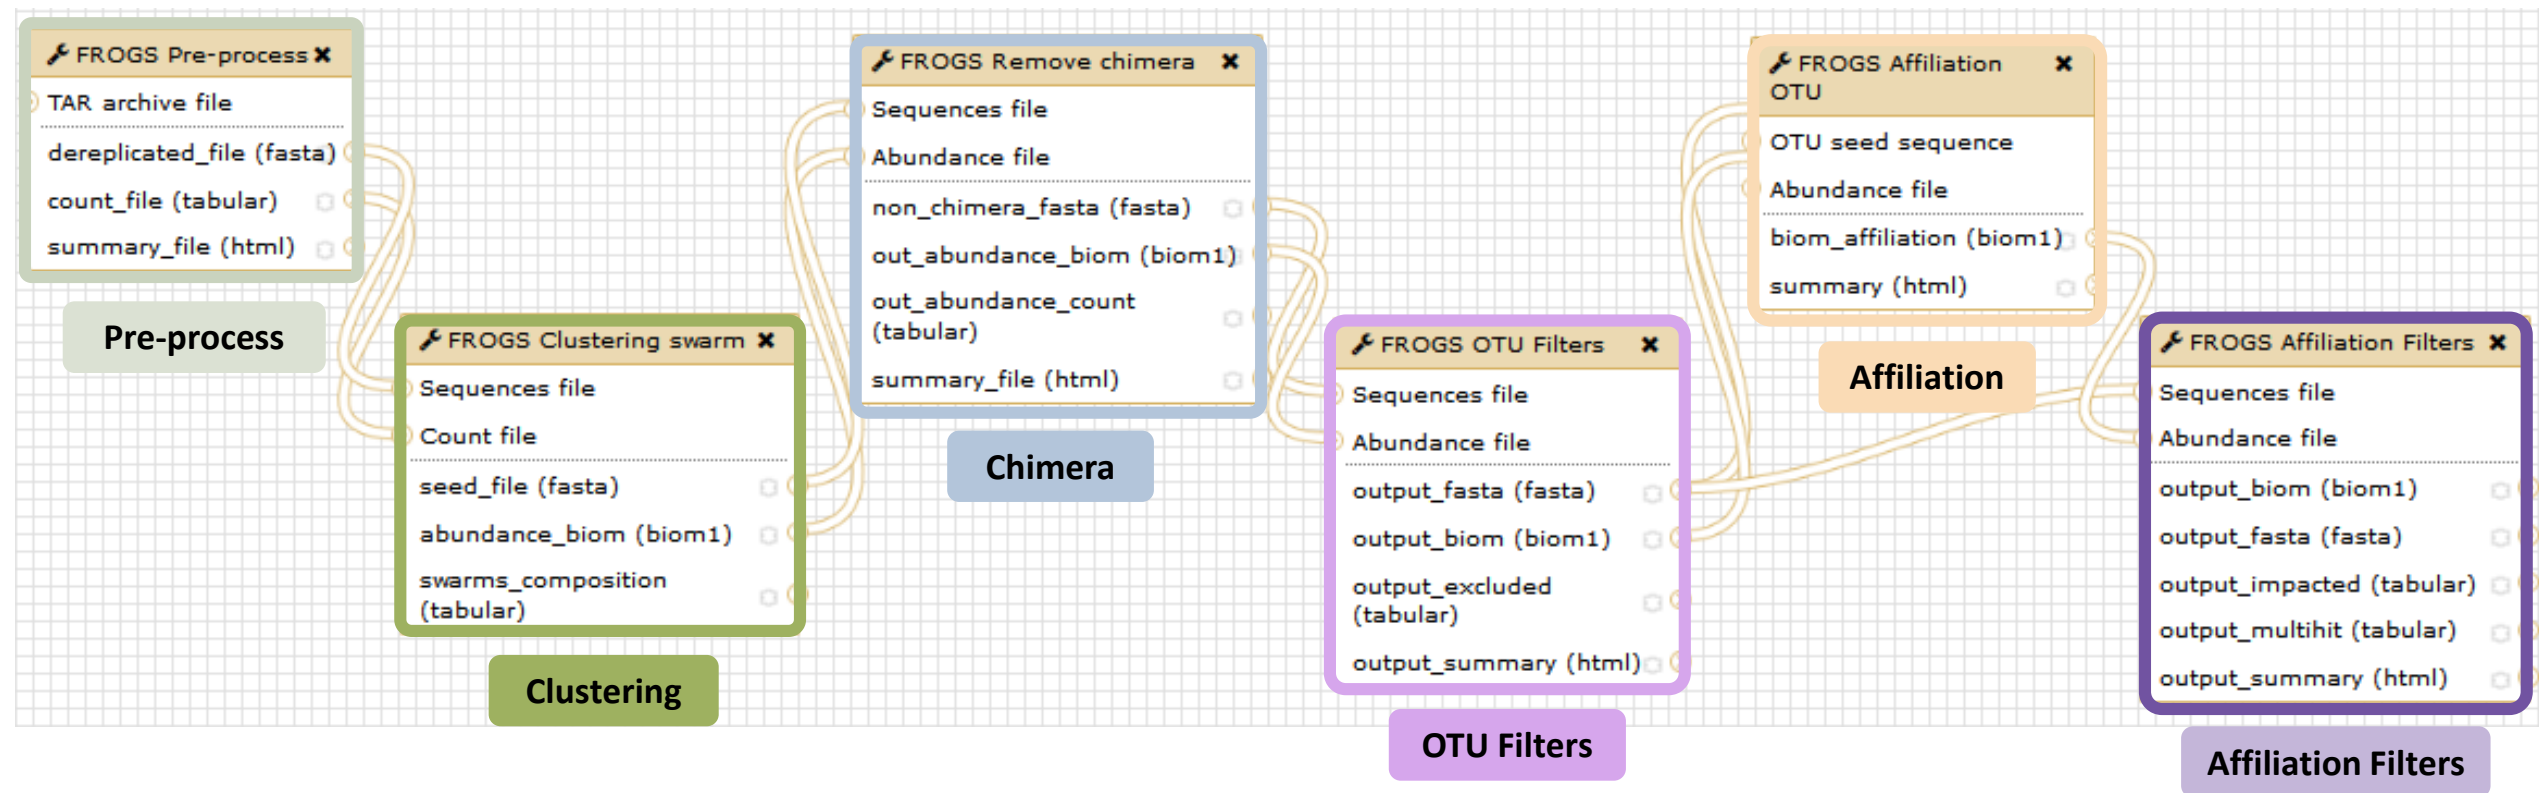 FROGS Pre-process
TAR archive file
dereplicated_file (fasta)
count_file (tabular)
summary_file (html)
Pre-process
FROGS Clustering swarm
Sequences file
Count file
seed_file (fasta)
abundance_biom (biom1)
swarms_composition
(tabular)
Clustering
FROGS Remove chimera
Sequences file
Abundance file
non_chimera_fasta (fasta)
out_abundance_biom (biom1)
out_abundance_count
(tabular)
summary_file (html)
Chimera
FROGS OTU Filters
Sequences file
Abundance file
output_fasta (fasta)
output_biom (biom1)
output_excluded
(tabular)
output_summary (html)
OTU Filters
FROGS Affiliation
OTU
OTU seed sequence
Abundance file
biom_affiliation (biom1)
summary (html)
Affiliation
FROGS Affiliation Filters
Sequences file
Abundance file
output_biom (biom1)
output_fasta (fasta)
output_impacted (tabular)
output_multihit (tabular)
output_summary (html)
Affiliation Filters